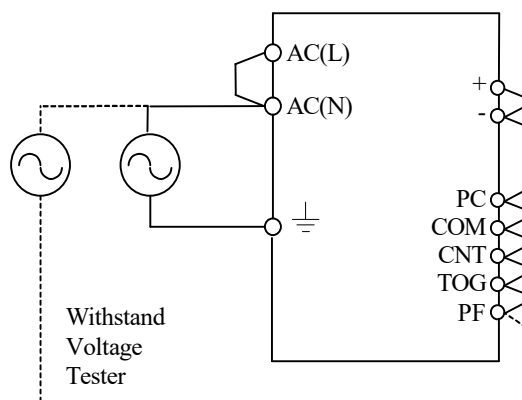 AC(L)
AC(N)
+
-
PC
COM
CNT
TOG
PF
Withstand
Voltage
Tester